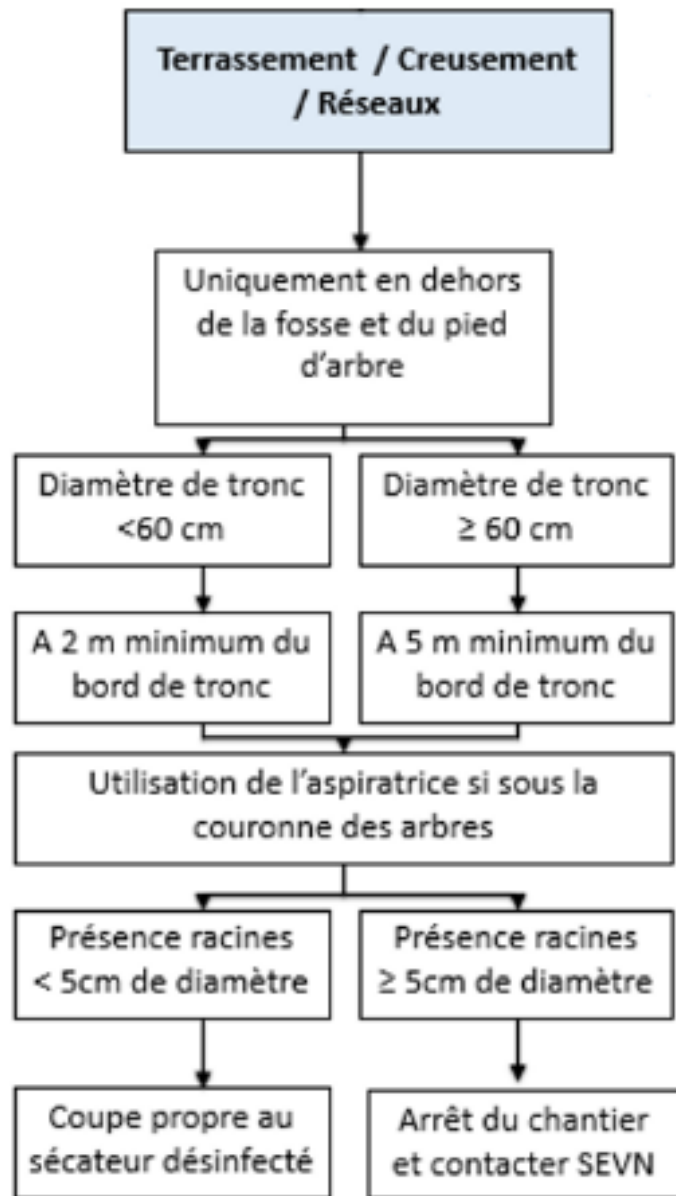 Terrassement / Creusement
/ Réseaux
Uniquement en dehors
de la fosse et du pied
d'arbre
Diamètre de tronc
<60 cm
Diamètre de tronc
≥ 60 cm
A 2 m minimum du
bord de tronc
A 5 m minimum du
bord de tronc
Utilisation de l'aspiratrice si sous la
couronne des arbres
Présence racines
< 5cm de diamètre
Présence racines
≥ 5cm de diamètre
Coupe propre au
sécateur désinfecté
Arrêt du chantier
et contacter SEVN